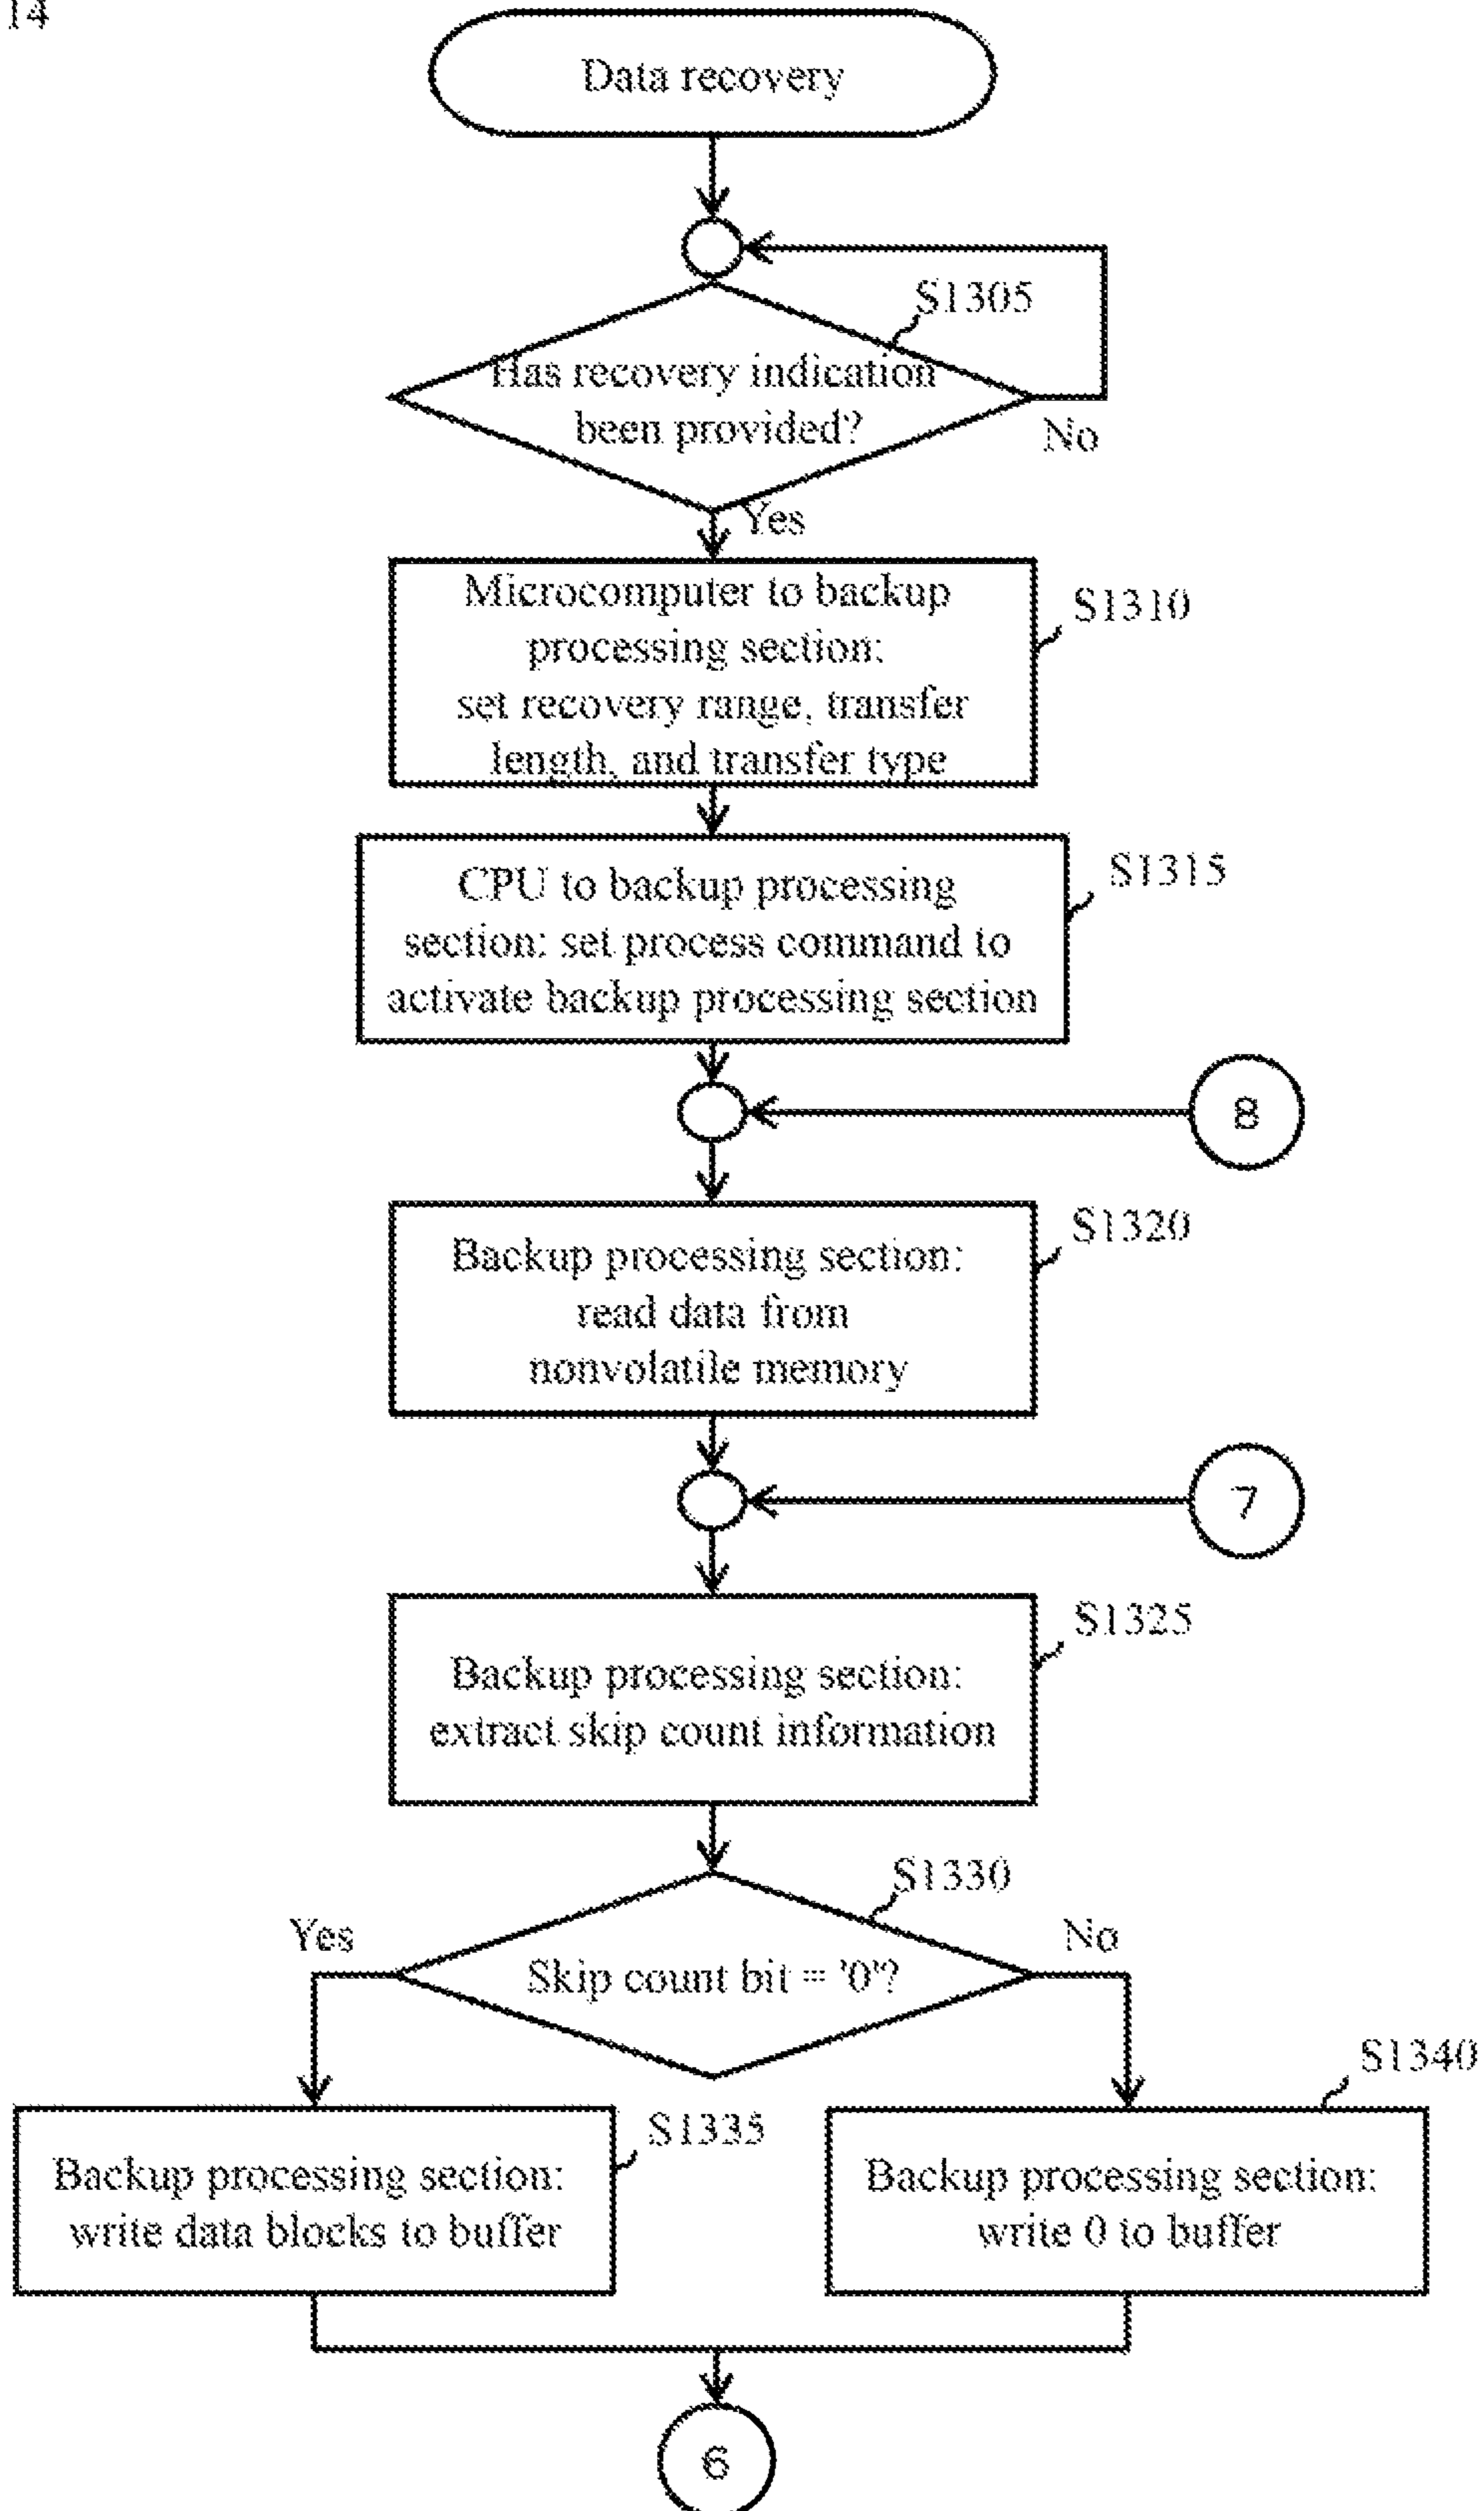 14
Data recovery
S1305
Has recovery indication
been provided?
No
Yes
Microcomputer to backup
processing section:
set recovery range, transfer
length, and transfer type
S1310
CPU to backup processing
section: set process command to
activate backup processing section
S1315
8
Backup processing section:
read data from
nonvolatile memory
S1320
7
Backup processing section:
extract skip count information
S1325
S1330
Yes
No
Skip count bit = '0'?
S1335
S1340
Backup processing section:
write data blocks to buffer
Backup processing section:
write 0 to buffer
6